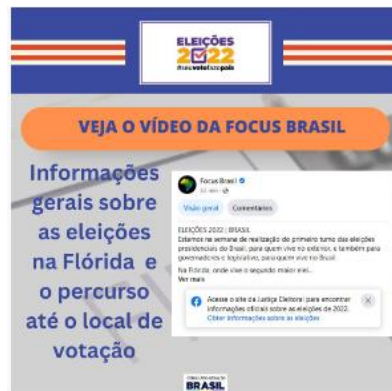 ELEIÇÕES
2022
#seuvotofazopaís
VEJA O VÍDEO DA FOCUS BRASIL
Informações
gerais sobre
as eleições
na Flórida e
o percurso
até o local de
votação
Focus Brasil
Visão geral
Comentários
ELEIÇÕES 2022 | BRASIL
Estamos na semana de realização do primeiro turno das eleições
presidenciais do Brasil, para quem vive no exterior, e também para
governadores e legislativo, para quem vive no Brasil.
Na Flórida, onde vive o segundo maior elei...
Ver mais
Acesse o site da Justiça Eleitoral para encontrar
informações oficiais sobre as eleições de 2022.
Obter informações sobre as eleições
BRASIL